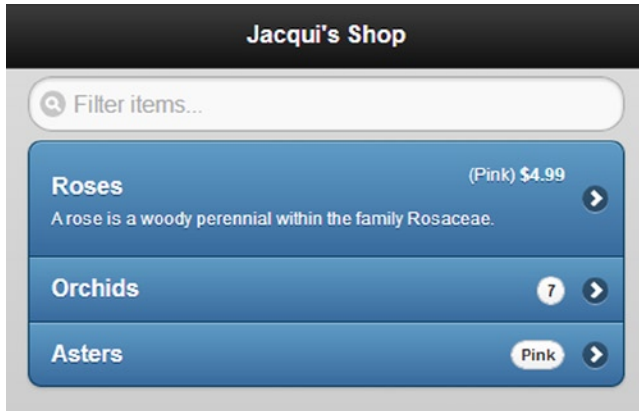 Jacqui's Shop
Filter items...
Roses
(Pink) $4.99
A rose is a woody perennial within the family Rosaceae.
Orchids
7
Asters
Pink